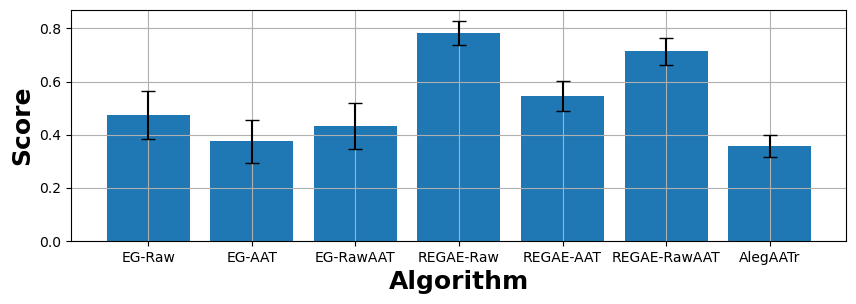 Score
0.8
0.6
0.4
0.2
0.0
EG-Raw EG-AAT EG-RawAAT REGAE-Raw REGAE-AAT REGAE-RawAAT AlegAATr
Algorithm